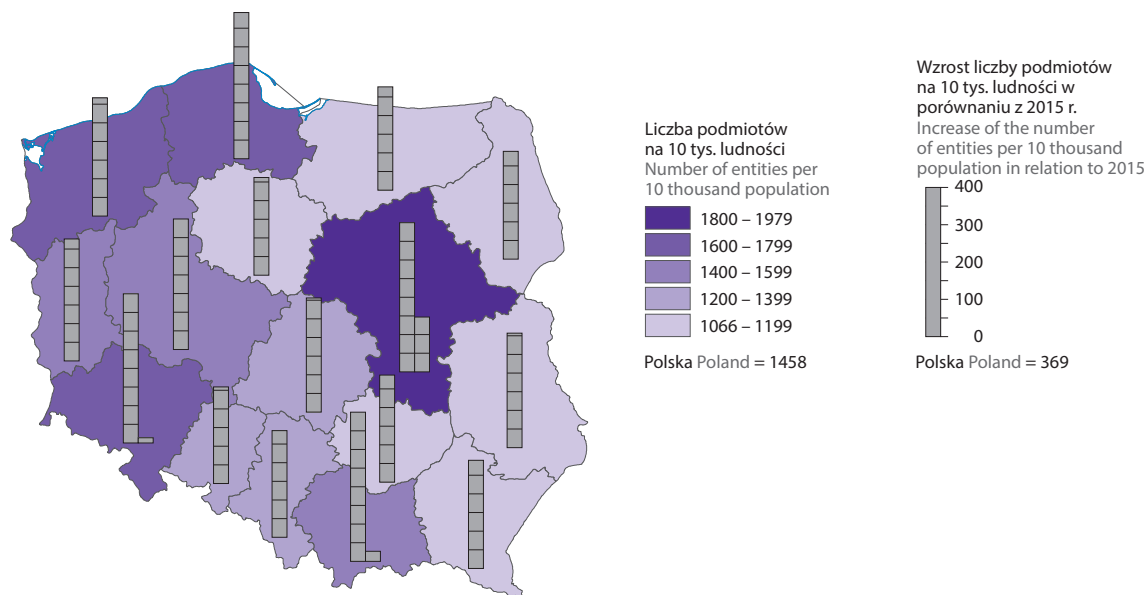 Liczba podmiotów
na 10 tys. ludności
Number of entities per
10 thousand population
1800 – 1979
1600 – 1799
1400 – 1599
1200 – 1399
1066 – 1199
Polska Poland = 1458
Wzrost liczby podmiotów
na 10 tys. ludności w
porównaniu z 2015 r.
Increase of the number
of entities per 10 thousand
population in relation to 2015
400
300
200
100
0
Polska Poland = 369